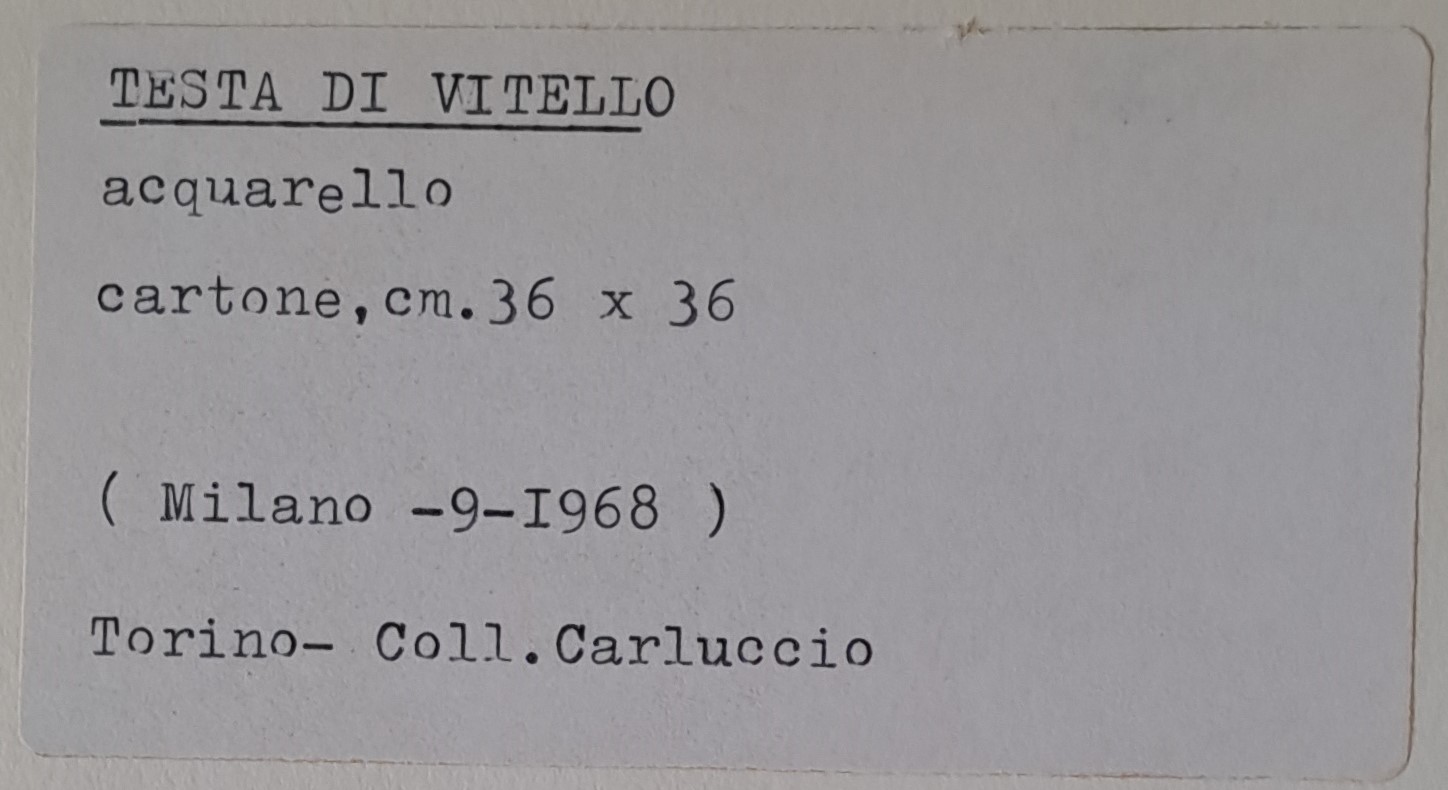 TESTA DI VITELLO
acquarello
cartone,cm.36 x 36
( Milano -9-I968 )
Torino- Coll.Carluccio